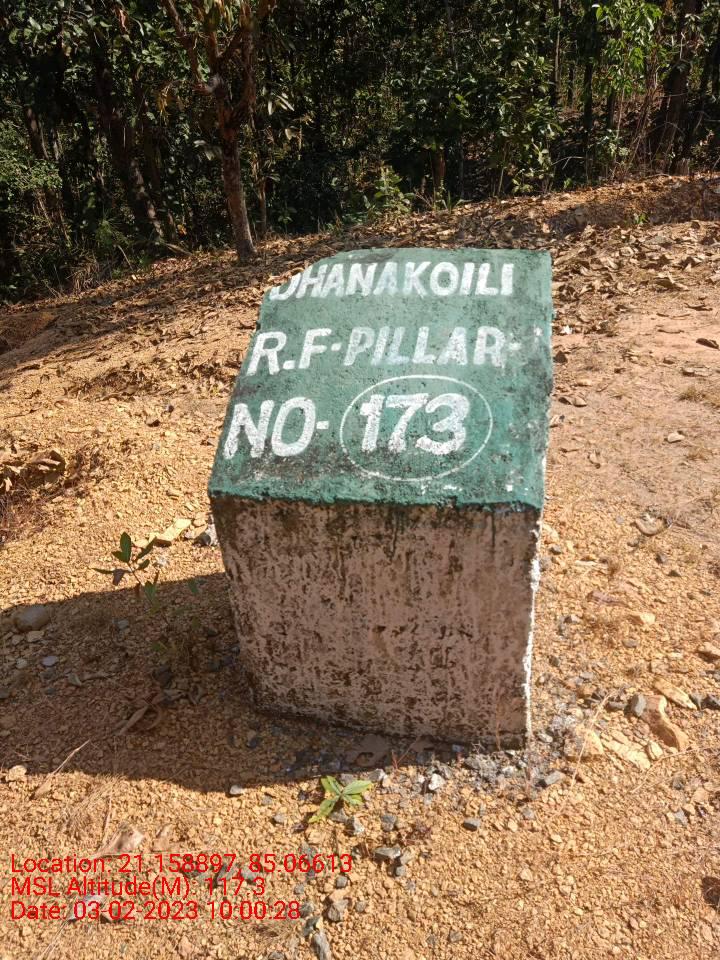 DHANAKOILI
R.F-PILLAR-
NO-173
Location: 21.158897, 85.06613
MSL Altitude(M): 117.3
Date: 03-02-2023 10:00:28